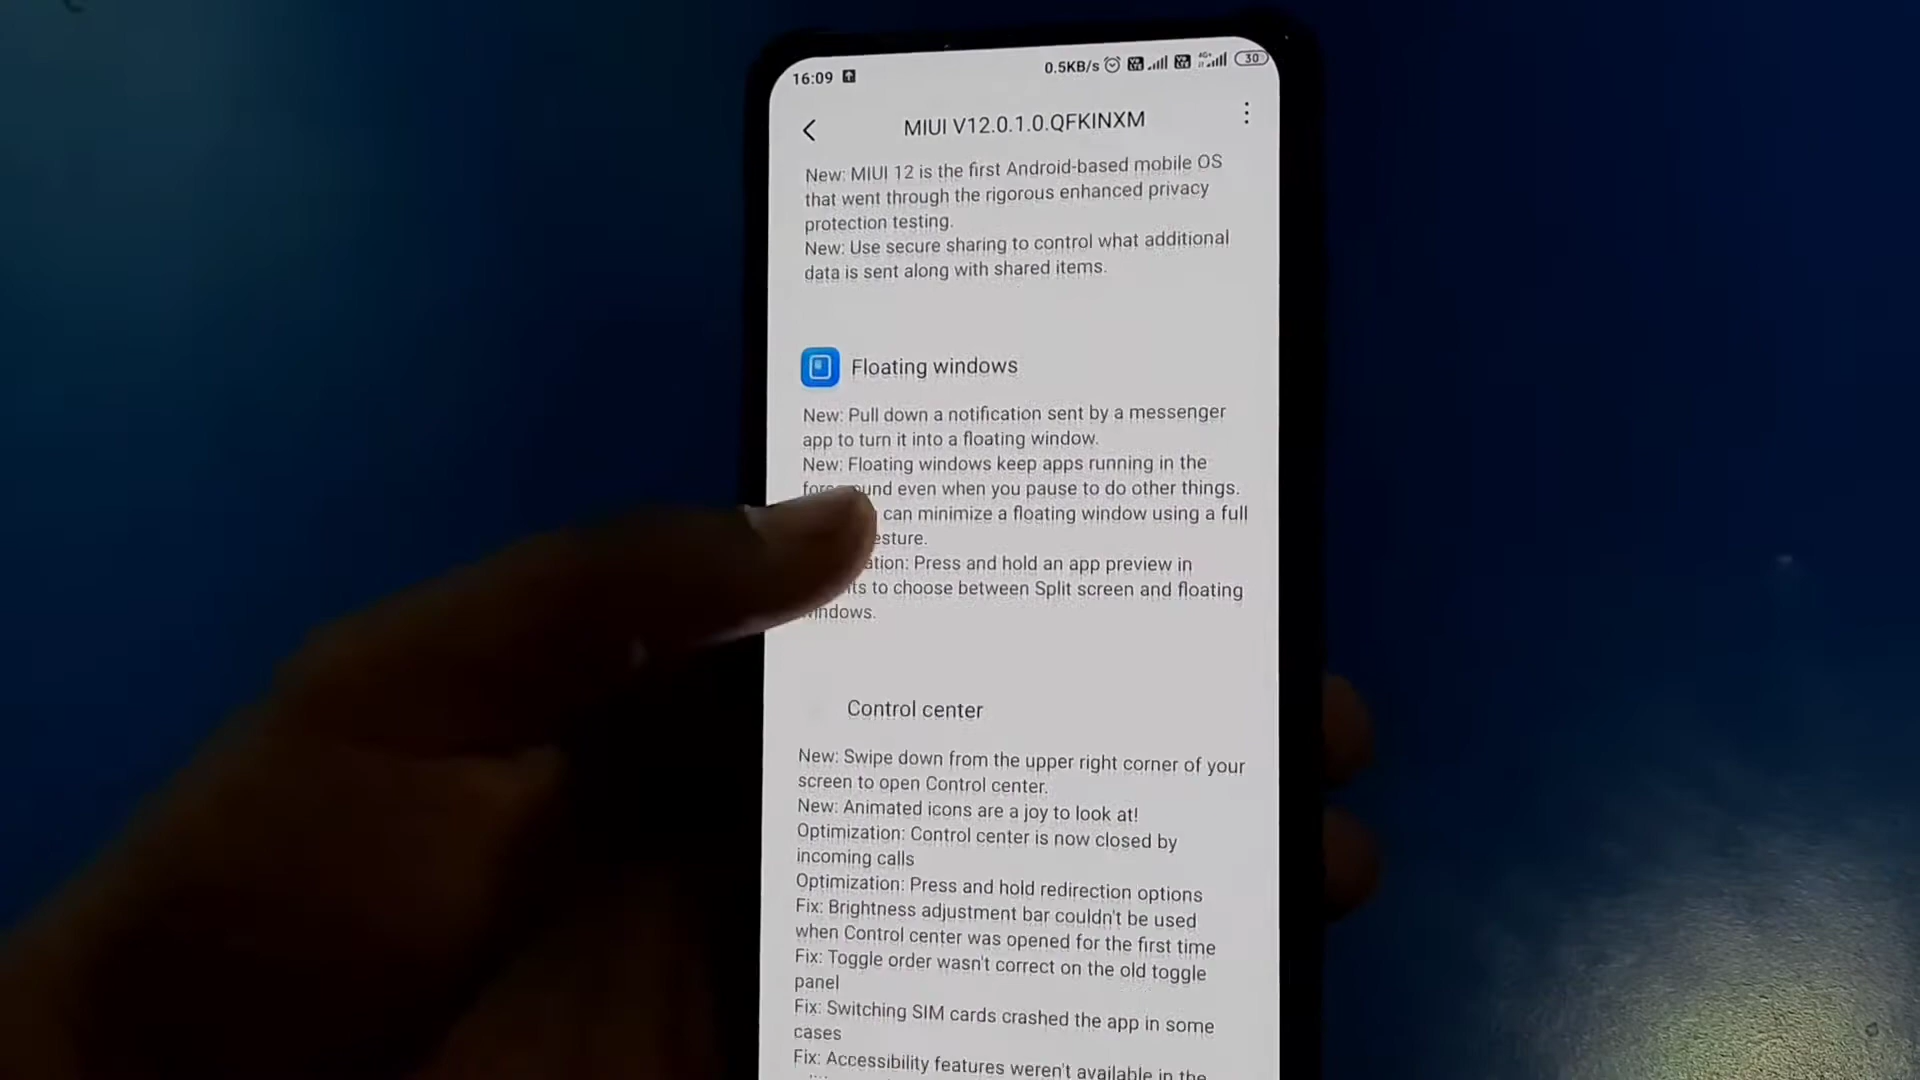 16:09
0.5KB/s
30
MIUI V12.0.1.0.QFKINXM
New: MIUI 12 is the first Android-based mobile OS
that went through the rigorous enhanced privacy
protection testing.
New: Use secure sharing to control what additional
data is sent along with shared items.
Floating windows
New: Pull down a notification sent by a messenger
app to turn it into a floating window.
New: Floating windows keep apps running in the
even when you pause to do other things.
can minimize a floating window using a full
Press and hold an app preview in
to choose between Split screen and floating
windows.
Control center
New: Swipe down from the upper right corner of your
screen to open Control center.
New: Animated icons are a joy to look at!
Optimization: Control center is now closed by
incoming calls
Optimization: Press and hold redirection options
Fix: Brightness adjustment bar couldn't be used
when Control center was opened for the first time
Fix: Toggle order wasn't correct on the old toggle
panel
Fix: Switching SIM cards crashed the app in some
cases
Fix: Accessibility features weren't available in the